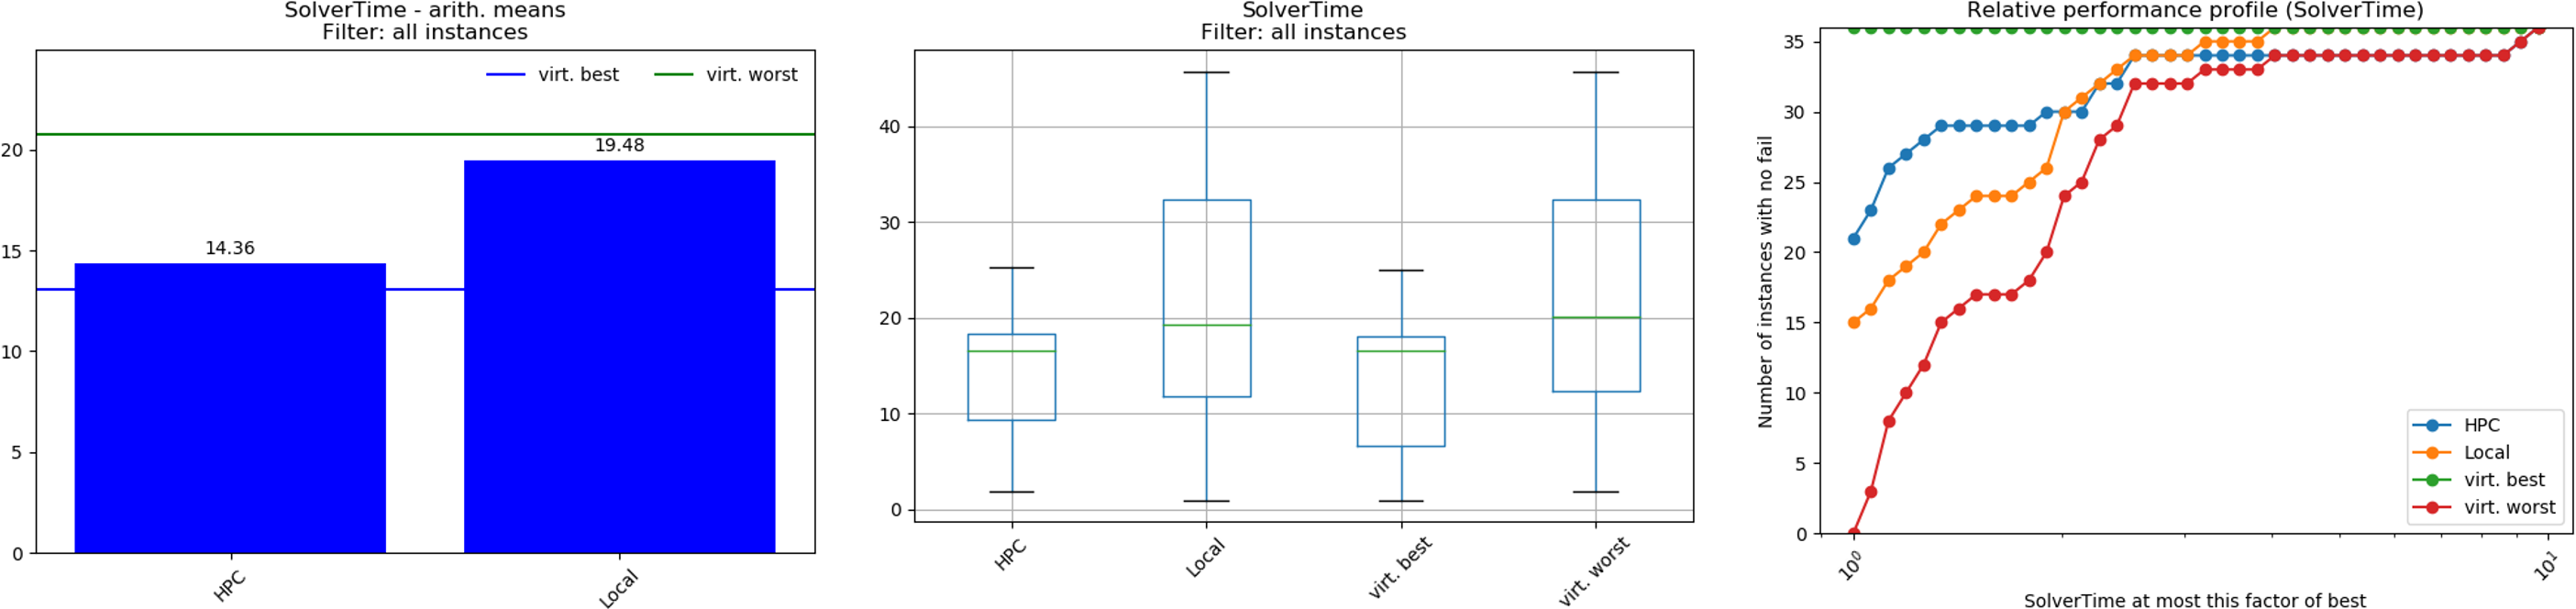 SolverTime - arith. means
Filter: all instances
virt. best
virt. worst
20
15
10
5
0
14.36
19.48
HPC
Local
SolverTime
Filter: all instances
40
30
20
10
0
HPC
Local
virt. best
virt. worst
Relative performance profile (SolverTime)
Number of instances with no fail
35
30
25
20
15
10
5
0
HPC
Local
virt. best
virt. worst
10⁰
10¹
SolverTime at most this factor of best